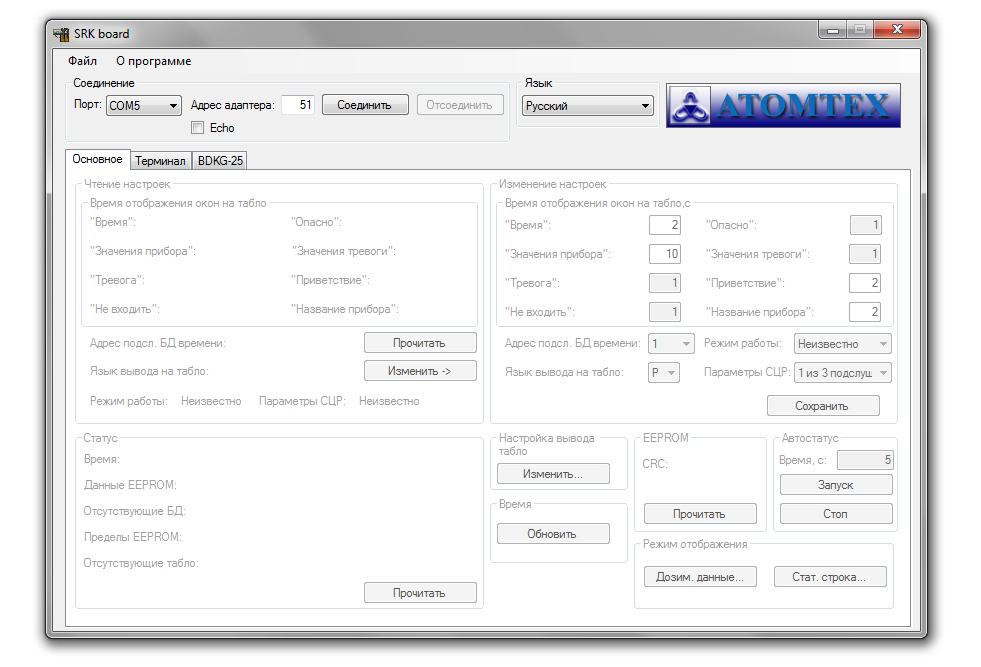 SRK board
Файл О программе
Соединение
Порт: COM5 Адрес адаптера: 51 Соединить Отсоединить
Echo
Язык
Русский
ATOMTEX
Основное Терминал BDKG-25
Чтение настроек
Время отображения окон на табло
"Время": "Опасно":
"Значения прибора": "Значения тревоги":
"Тревога": "Приветствие":
"Не входить": "Название прибора":
Адрес подсл. БД времени: Прочитать
Язык вывода на табло: Изменить ->
Режим работы: Неизвестно Параметры СЦР: Неизвестно
Изменение настроек
Время отображения окон на табло,с
"Время": 2 "Опасно": 1
"Значения прибора": 10 "Значения тревоги": 1
"Тревога": 1 "Приветствие": 2
"Не входить": 1 "Название прибора": 2
Адрес подсл. БД времени: 1 Режим работы: Неизвестно
Язык вывода на табло: Р Параметры СЦР: 1 из 3 подслуш
Сохранить
Статус
Время:
Данные EEPROM:
Отсутствующие БД:
Пределы EEPROM:
Отсутствующие табло:
Прочитать
Настройка вывода
табло
Изменить...
Время
Обновить
EEPROM
CRC:
Прочитать
Автостатус
Время, с: 5
Запуск
Стоп
Режим отображения
Дозим. данные... Стат. строка...